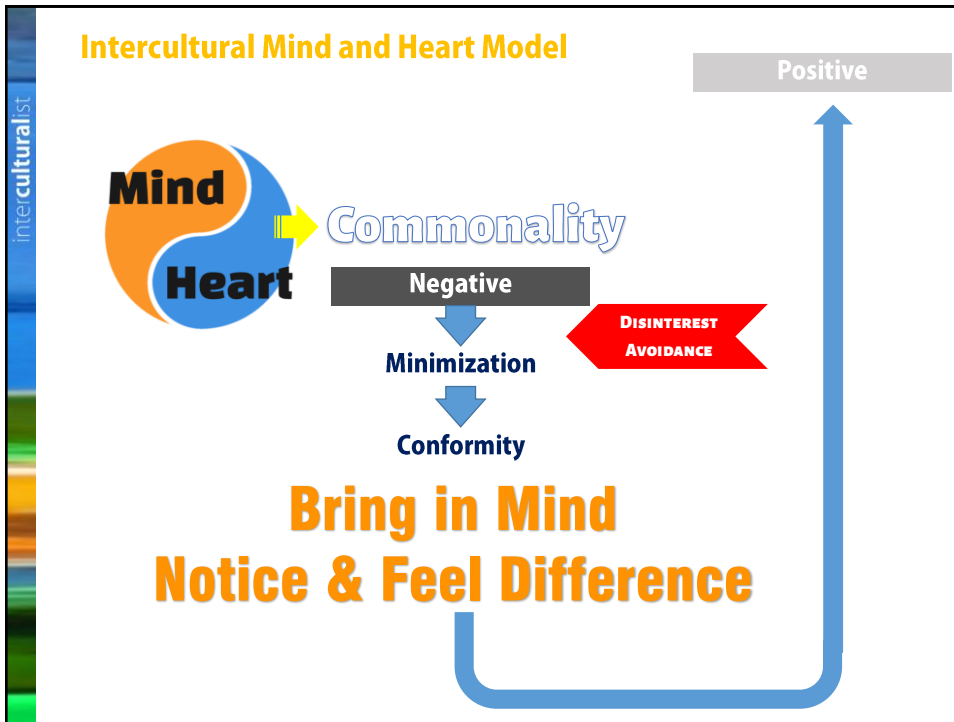 Intercultural Mind and Heart Model
Positive
interculturalist
Mind
Heart
Commonality
Negative
DISINTEREST
AVOIDANCE
Minimization
Conformity
Bring in Mind
Notice & Feel Difference